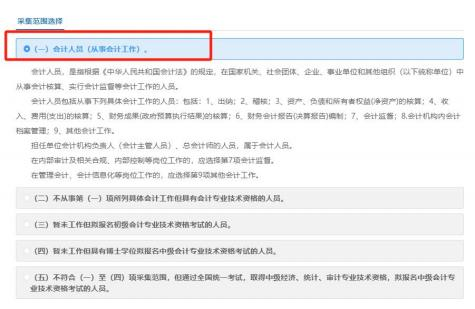 采集范围选择
（一）会计人员（从事会计工作）。
会计人员，是指根据《中华人民共和国会计法》的规定，在国家机关、社会团体、企业、事业单位和其他组织（以下统称单位）中
从事会计核算、实行会计监督等会计工作的人员。
会计人员包括从事下列具体会计工作的人员：包括：1、出纳；2、稽核；3、资产、负债和所有者权益(净资产)的核算；4、收
入、费用(支出)的核算；5、财务成果(政府预算执行结果)的核算；6、财务会计报告(决算报告)编制；7、会计监督；8.会计机构内会计
档案管理；9、其他会计工作。
担任单位会计机构负责人（会计主管人员）、总会计师的人员，属于会计人员。
在内部审计及相关合规、内部控制等岗位工作的，应选择第7项会计监督。
在管理会计、会计信息化等岗位工作的，应选择第9项其他会计工作。
（二）不从事第（一）项所列具体会计工作但具有会计专业技术资格的人员。
（三）暂未工作但拟报名初级会计专业技术资格考试的人员。
（四）暂未工作但具有博士学位拟报名中级会计专业技术资格考试的人员。
（五）不符合（一）至（四）项采集范围，但通过全国统一考试，取得中级经济、统计、审计专业技术资格，拟报名中级会计专
业技术资格考试的人员。